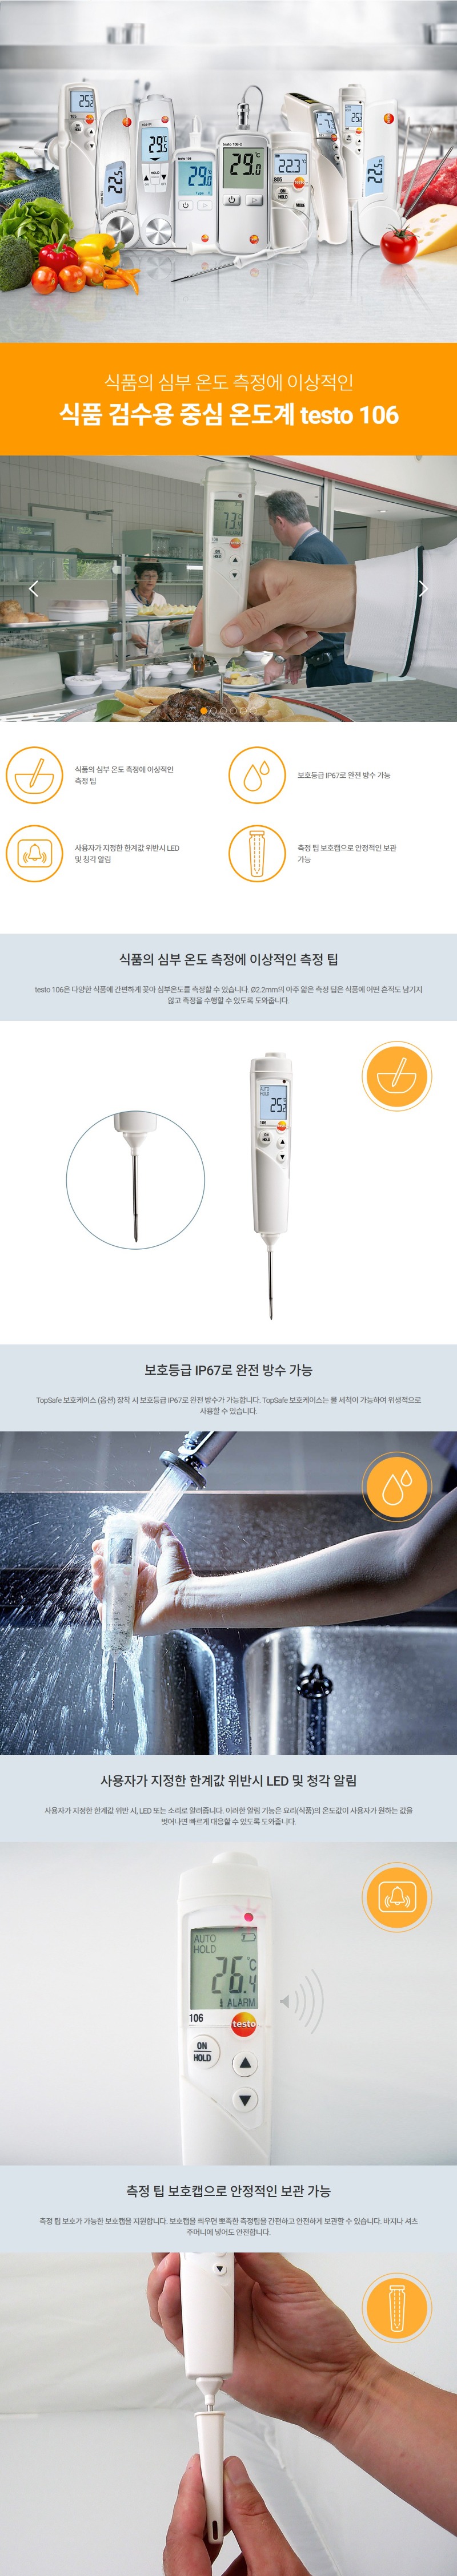 식품의 심부 온도 측정에 이상적인
식품 검수용 중심 온도계 testo 106
식품의 심부 온도 측정에 이상적인
측정 팁
보호등급 IP67로 완전 방수 가능
사용자가 지정한 한계값 위반시 LED
및 청각 알림
측정 팁 보호캡으로 안정적인 보관
가능
식품의 심부 온도 측정에 이상적인 측정 팁
testo 106은 다양한 식품에 간편하게 꽂아 심부온도를 측정할 수 있습니다. Ø2.2mm의 아주 얇은 측정 팁은 식품에 어떤 흔적도 남기지
않고 측정을 수행할 수 있도록 도와줍니다.
AUTO
HOLD
25.2
106
testo
ON
HOLD
보호등급 IP67로 완전 방수 가능
TopSafe 보호케이스 (옵션) 장착 시 보호등급 IP67로 완전 방수가 가능합니다. TopSafe 보호케이스는 물 세척이 가능하여 위생적으로
사용할 수 있습니다.
사용자가 지정한 한계값 위반시 LED 및 청각 알림
사용자가 지정한 한계값 위반 시, LED 또는 소리로 알려줍니다. 이러한 알림 기능은 요리(식품)의 온도값이 사용자가 원하는 값을
벗어나면 빠르게 대응할 수 있도록 도와줍니다.
AUTO
HOLD
26.4 °C
! ALARM
106
testo
ON
HOLD
측정 팁 보호캡으로 안정적인 보관 가능
측정 팁 보호가 가능한 보호캡을 지원합니다. 보호캡을 씌우면 뾰족한 측정팁을 간편하고 안전하게 보관할 수 있습니다. 바지나 셔츠
주머니에 넣어도 안전합니다.